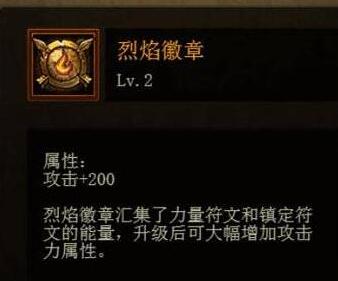 烈焰徽章
Lv.2
属性：
攻击+200
烈焰徽章汇集了力量符文和镇定符
文的能量，升级后可大幅增加攻击
力属性。